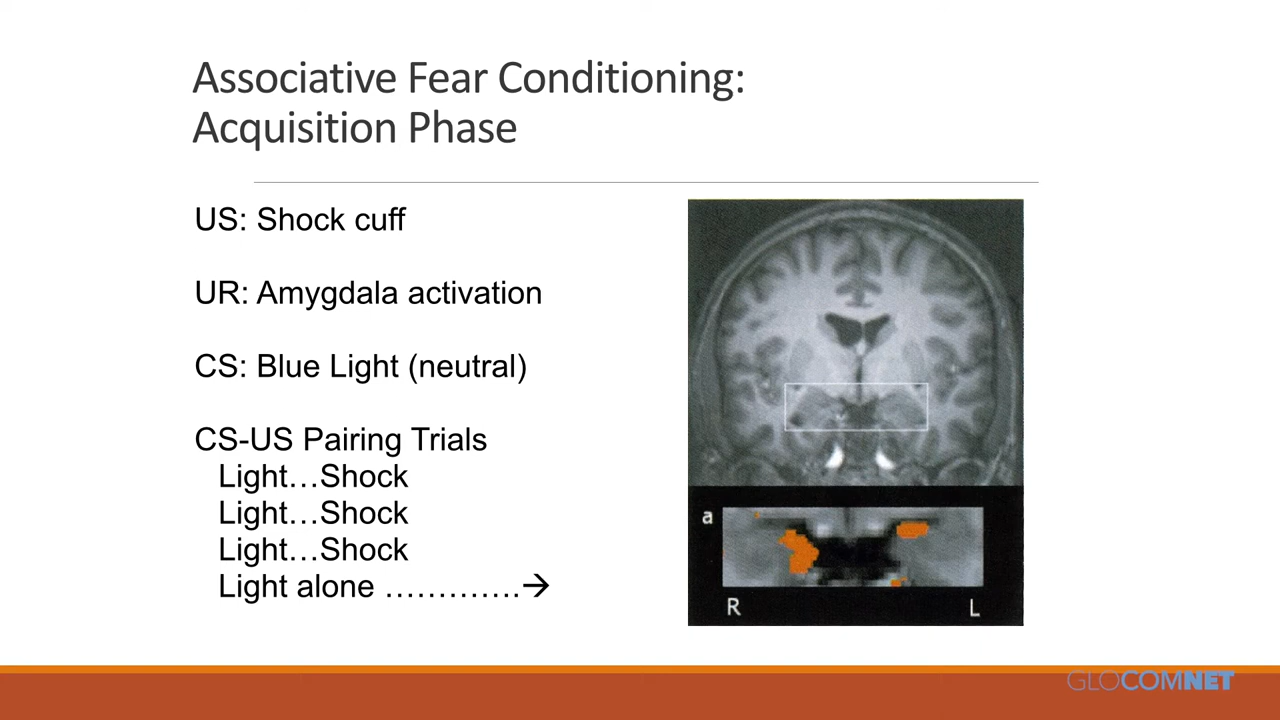 Associative Fear Conditioning:
Acquisition Phase
US: Shock cuff
UR: Amygdala activation
CS: Blue Light (neutral)
CS-US Pairing Trials
Light…Shock
Light…Shock
Light…Shock
Light alone ………….→
a
R L
GLOCOMNET